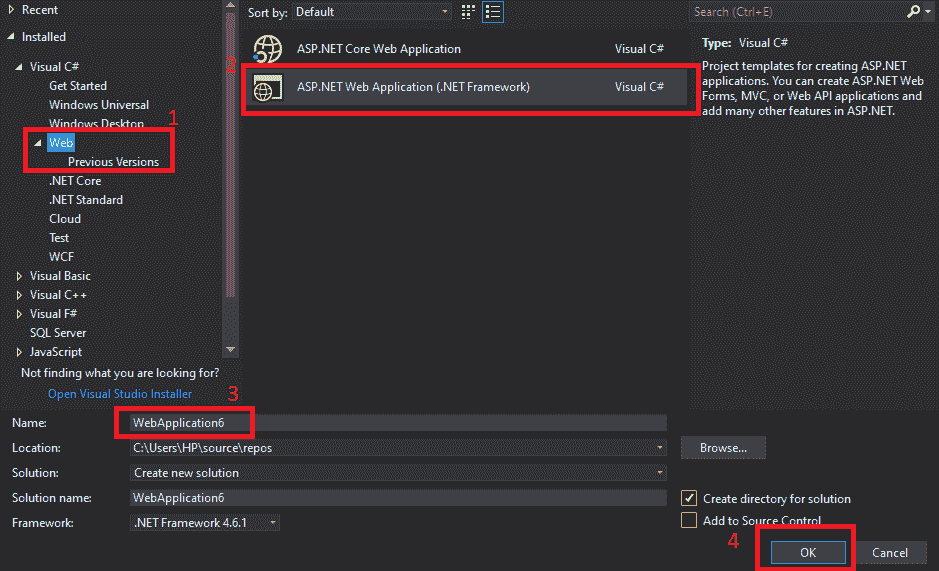 Recent
Installed
Visual C#
Get Started
Windows Universal
Windows Desktop
1
Web
Previous Versions
.NET Core
.NET Standard
Cloud
Test
WCF
Visual Basic
Visual C++
Visual F#
SQL Server
JavaScript
Not finding what you are looking for?
Open Visual Studio Installer
Sort by: Default
ASP.NET Core Web Application Visual C#
2
ASP.NET Web Application (.NET Framework) Visual C#
Search (Ctrl+E)
Type: Visual C#
Project templates for creating ASP.NET
applications. You can create ASP.NET Web
Forms, MVC, or Web API applications and
add many other features in ASP.NET.
3
Name: WebApplication6
Location: C:\Users\HP\source\repos
Browse...
Solution: Create new solution
Solution name: WebApplication6
Create directory for solution
Framework: .NET Framework 4.6.1
Add to Source Control
4
OK
Cancel